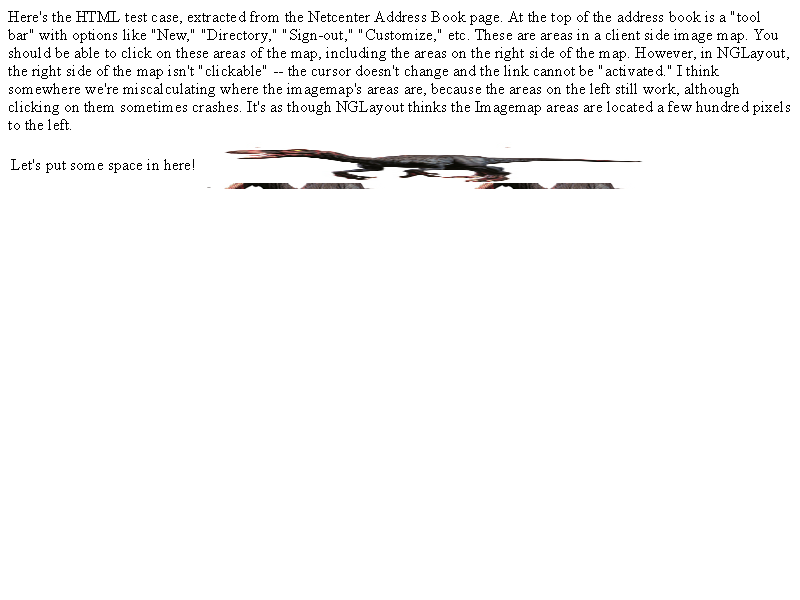 Here's the HTML test case, extracted from the Netcenter Address Book page. At the top of the address book is a "tool
bar" with options like "New," "Directory," "Sign-out," "Customize," etc. These are areas in a client side image map. You
should be able to click on these areas of the map, including the areas on the right side of the map. However, in NGLayout,
the right side of the map isn't "clickable" -- the cursor doesn't change and the link cannot be "activated." I think
somewhere we're miscalculating where the imagemap's areas are, because the areas on the left still work, although
clicking on them sometimes crashes. It's as though NGLayout thinks the Imagemap areas are located a few hundred pixels
to the left.
Let's put some space in here!